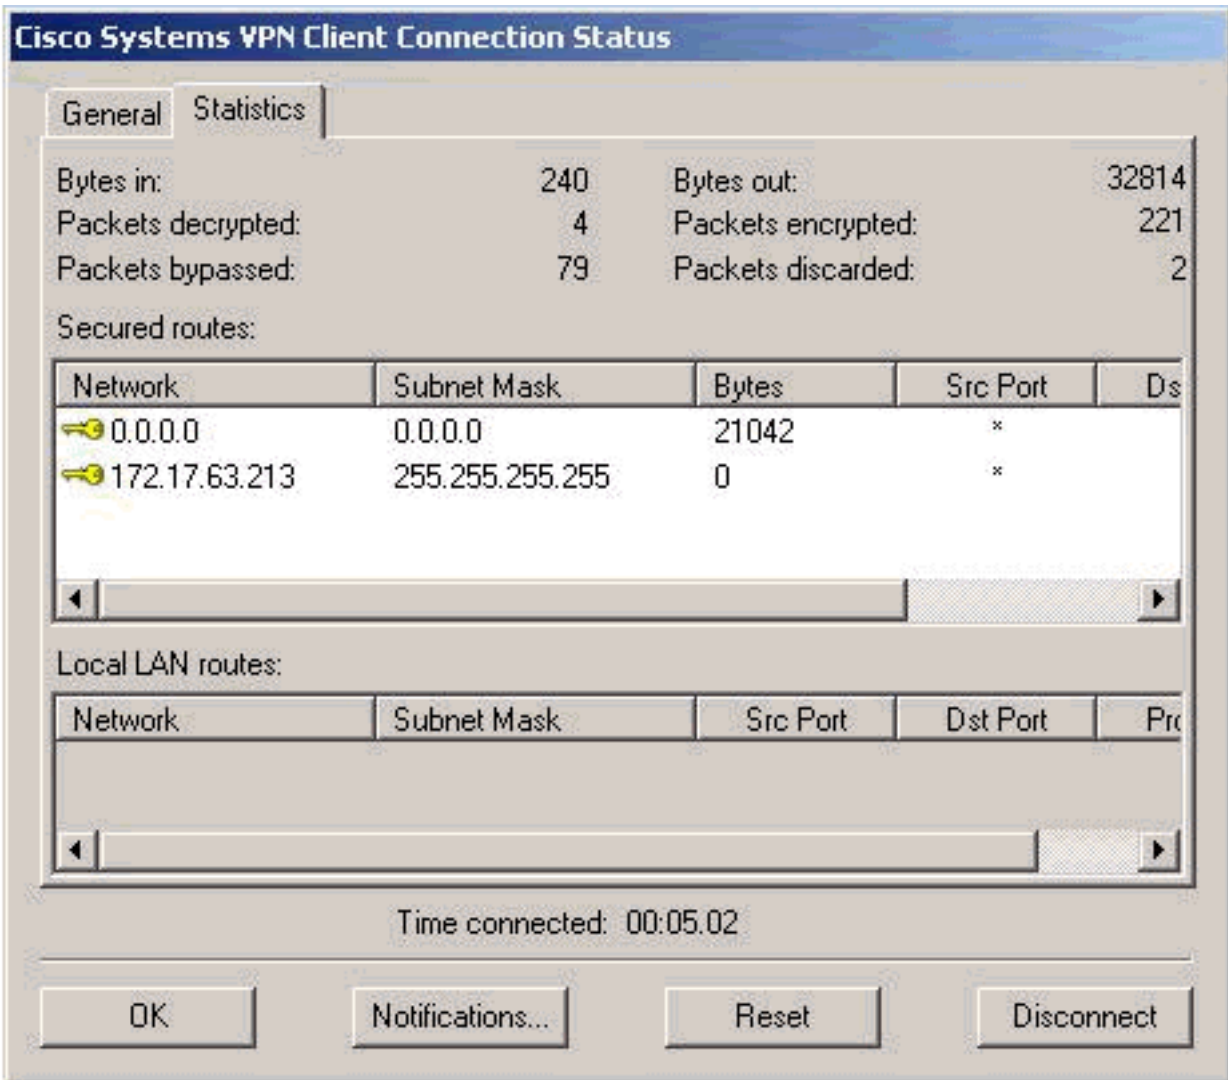 Cisco Systems VPN Client Connection Status
General Statistics
Bytes in: 240 Bytes out: 32814
Packets decrypted: 4 Packets encrypted: 221
Packets bypassed: 79 Packets discarded: 2
Secured routes:
Network Subnet Mask Bytes Src Port Ds
0.0.0.0 0.0.0.0 21042 *
172.17.63.213 255.255.255.255 0 *
Local LAN routes:
Network Subnet Mask Src Port Dst Port Pro
Time connected: 00:05.02
OK Notifications... Reset Disconnect